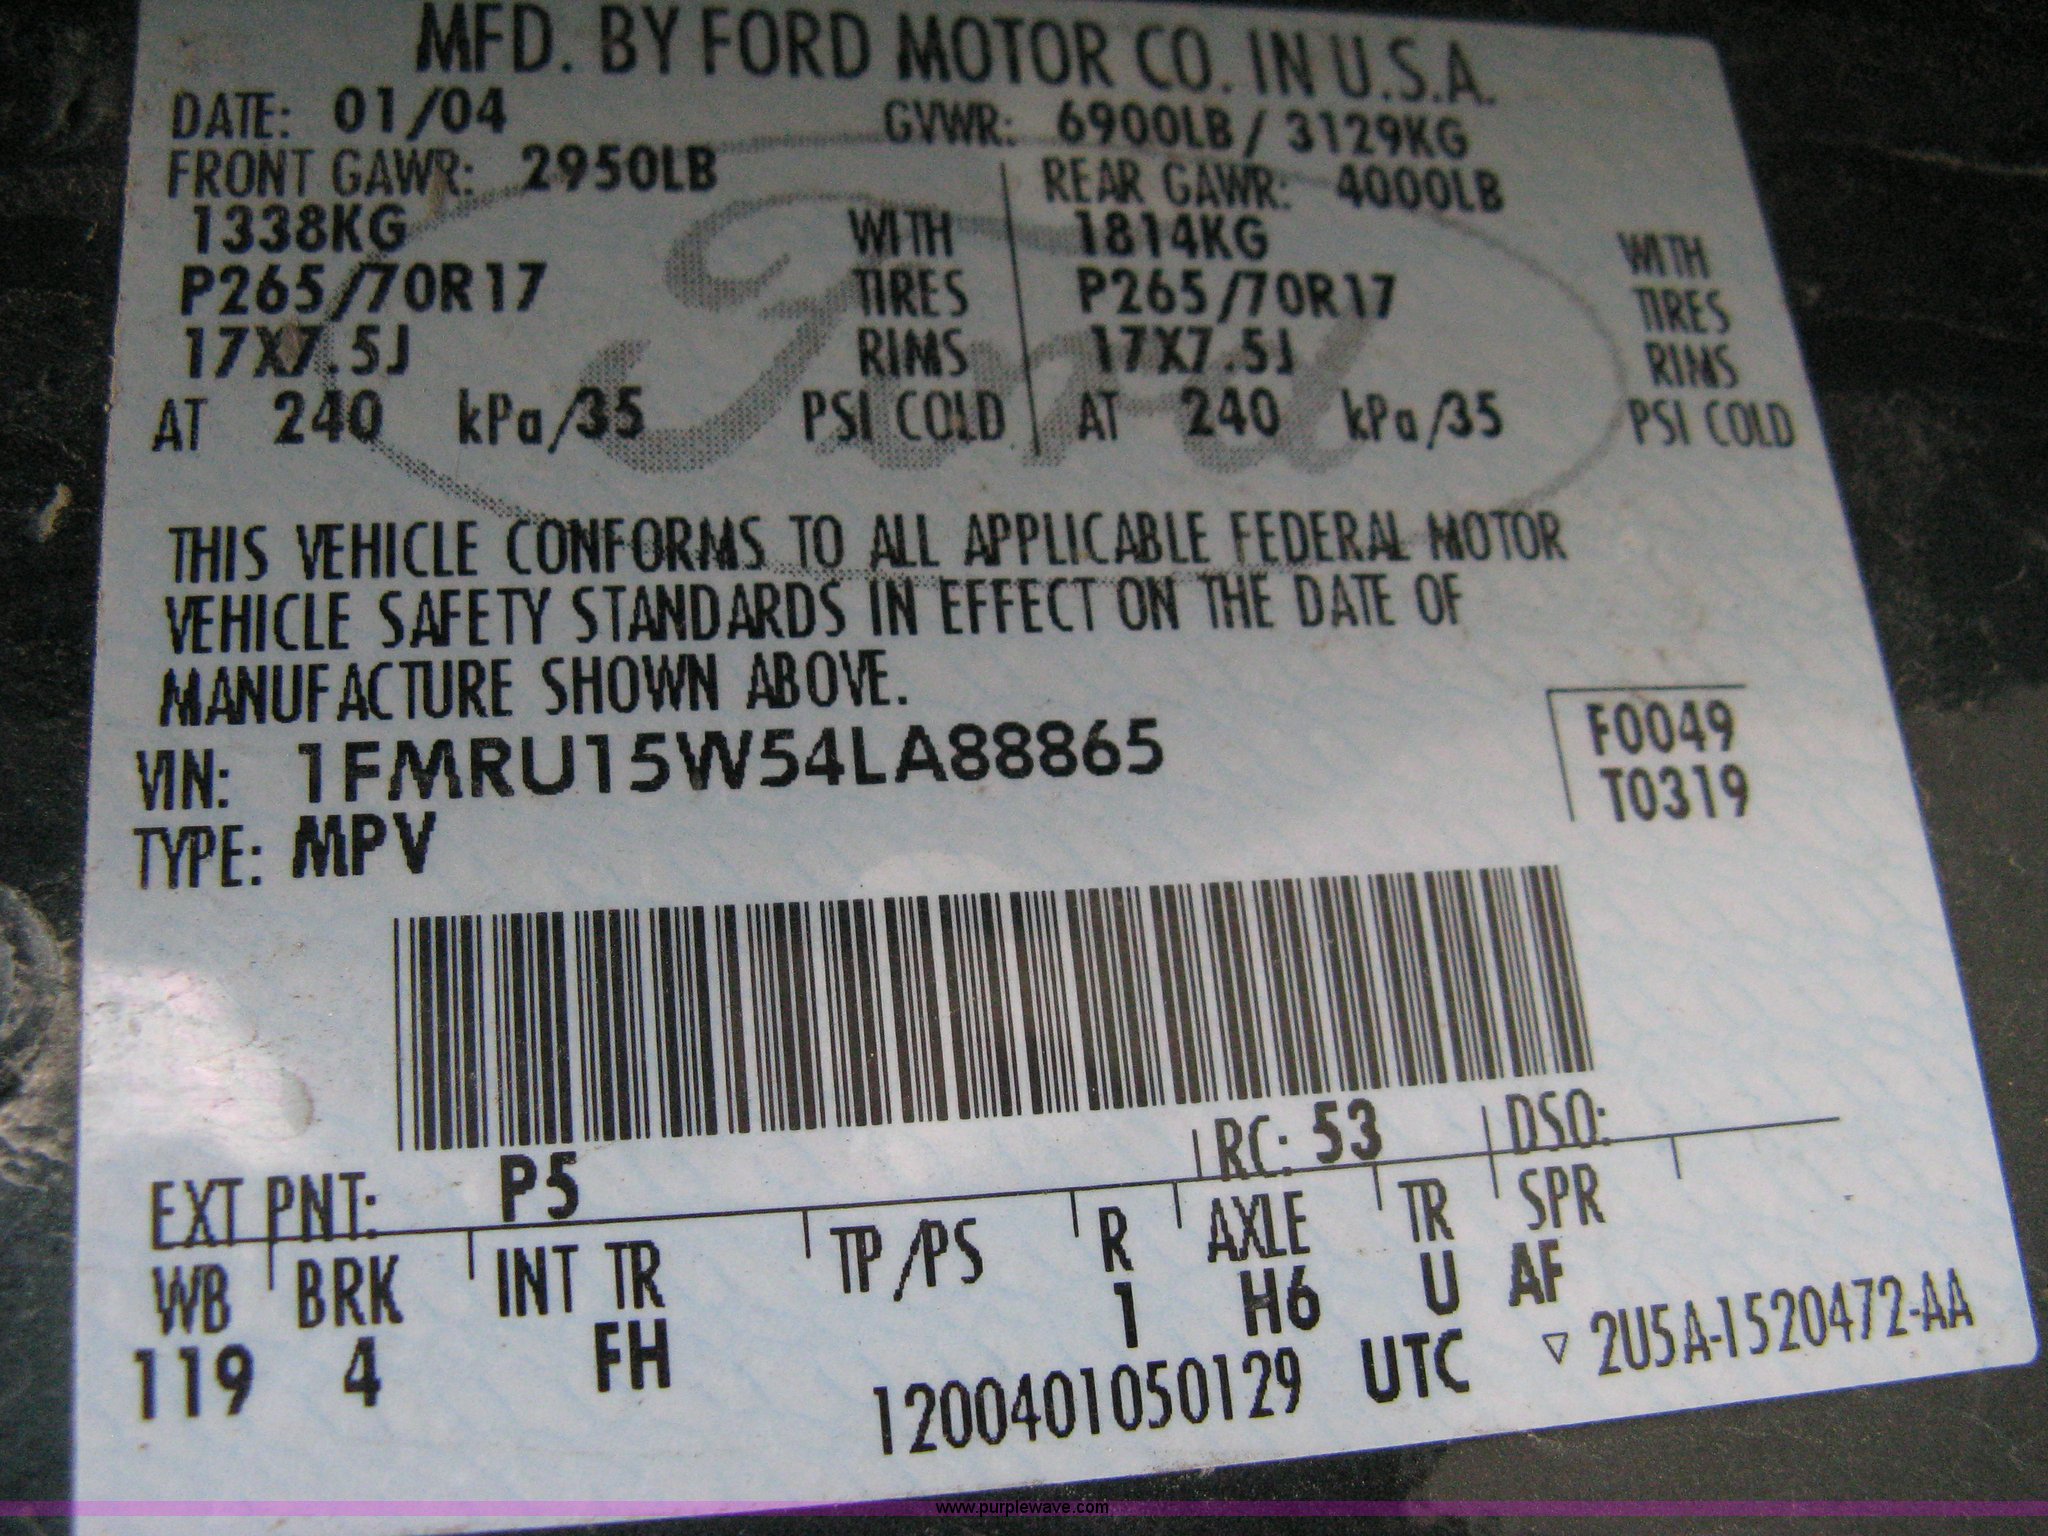 MFD. BY FORD MOTOR CO. IN U.S.A.
DATE: 01/04 GVWR: 6900LB / 3129KG
FRONT GAWR: 2950LB REAR GAWR: 4000LB
1338KG WITH 1814KG WITH
P265/70R17 TIRES P265/70R17 TIRES
17X7.5J RIMS 17X7.5J RIMS
AT 240 kPa/35 PSI COLD AT 240 kPa/35 PSI COLD
Ford
THIS VEHICLE CONFORMS TO ALL APPLICABLE FEDERAL MOTOR
VEHICLE SAFETY STANDARDS IN EFFECT ON THE DATE OF
MANUFACTURE SHOWN ABOVE.
VIN: 1FMRU15W54LA88865
F0049
T0319
TYPE: MPV
EXT PNT: P5 RC: 53 DSO:
WB BRK INT TR TP/PS R AXLE TR SPR
119 4 FH 1 H6 U AF
1200401050129 UTC ▽ 2U5A-1520472-AA
www.purplewave.com